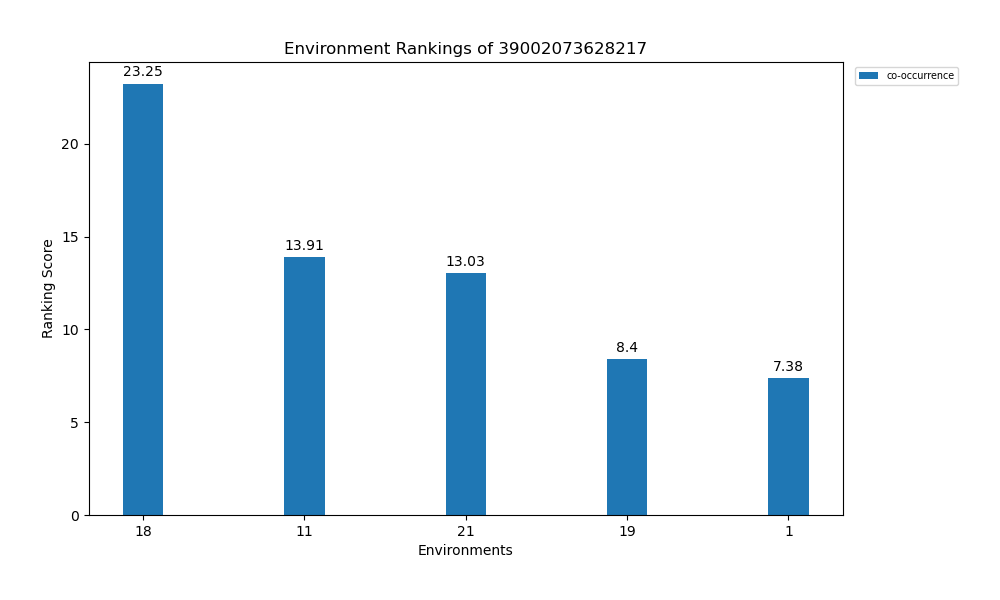 Environment Rankings of 39002073628217
co-occurrence
23.25
13.91
13.03
8.4
7.38
20
15
10
5
0
Ranking Score
18 11 21 19 1
Environments